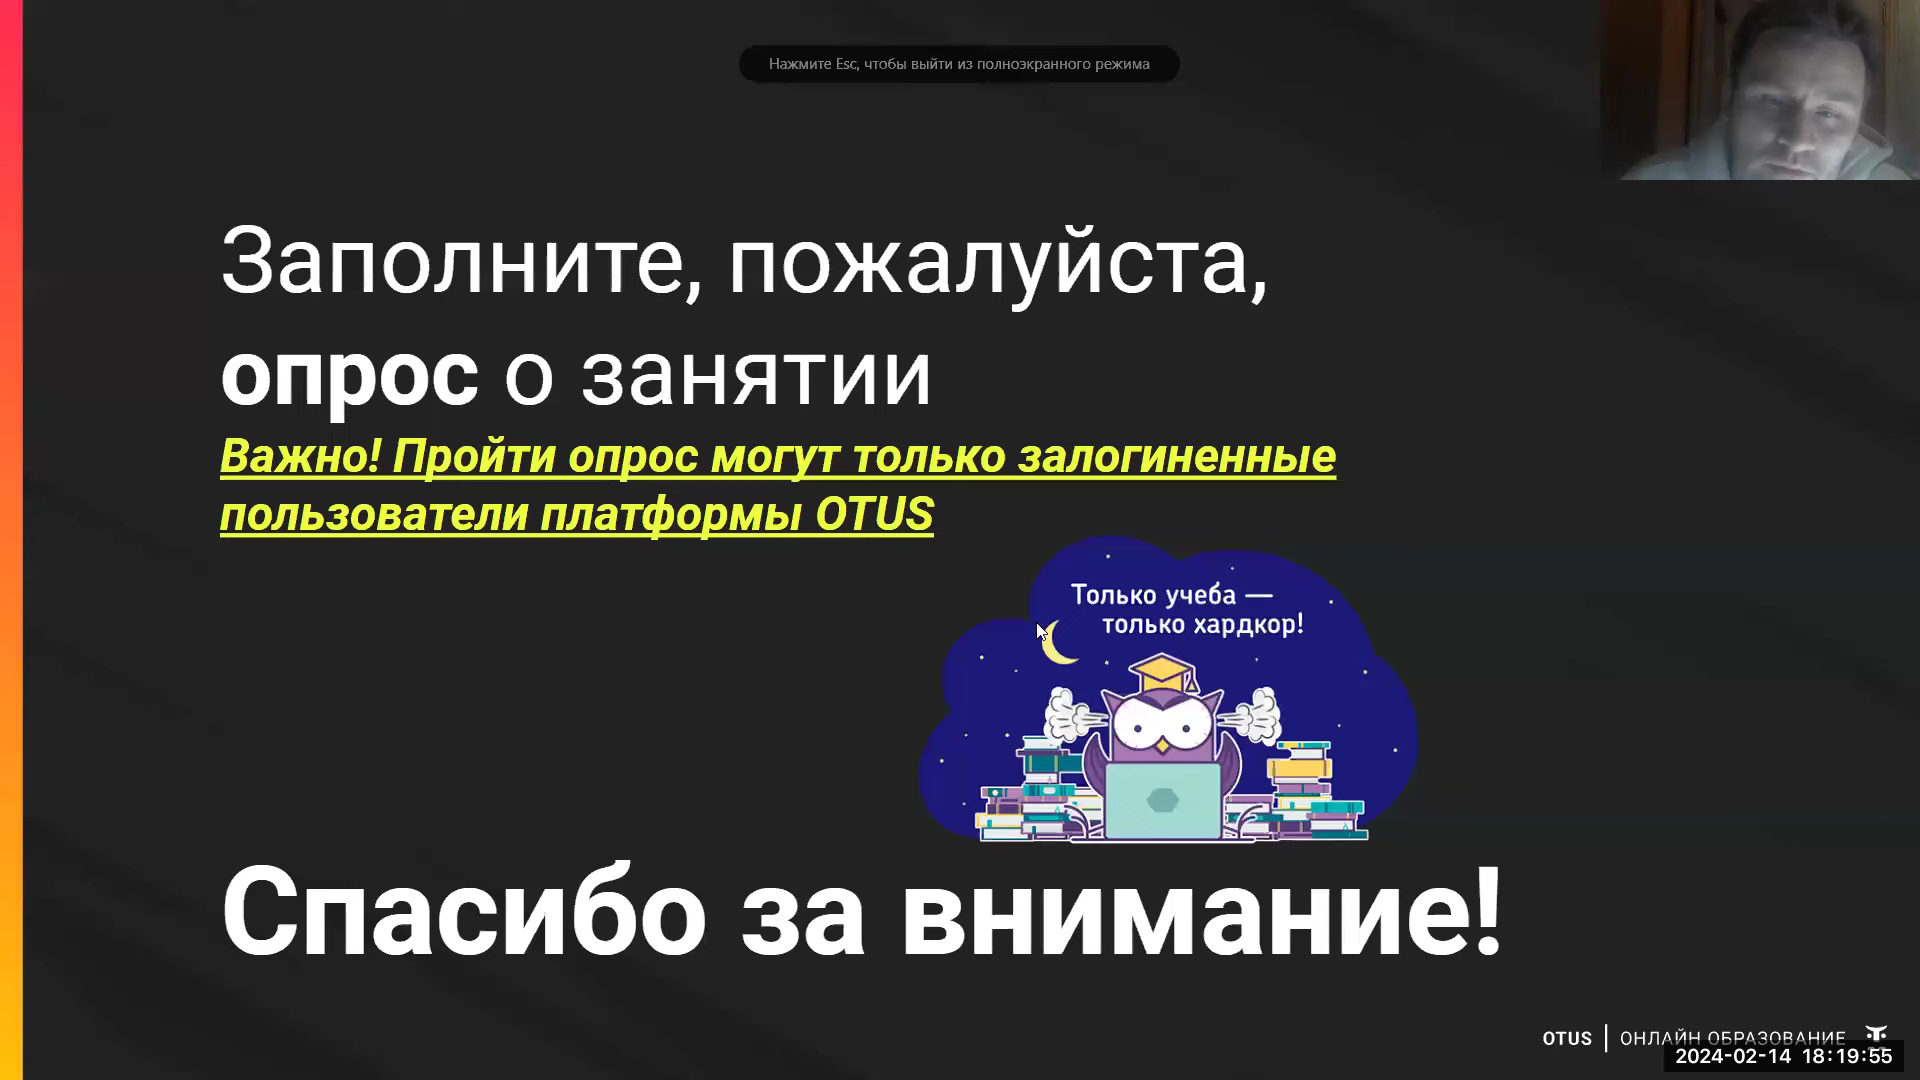 Нажмите Esc, чтобы выйти из полноэкранного режима
Заполните, пожалуйста,
опрос о занятии
Важно! Пройти опрос могут только залогиненные
пользователи платформы OTUS
Только учеба —
только хардкор!
Спасибо за внимание!
OTUS | ОНЛАЙН ОБРАЗОВАНИЕ
2024-02-14 18:19:55